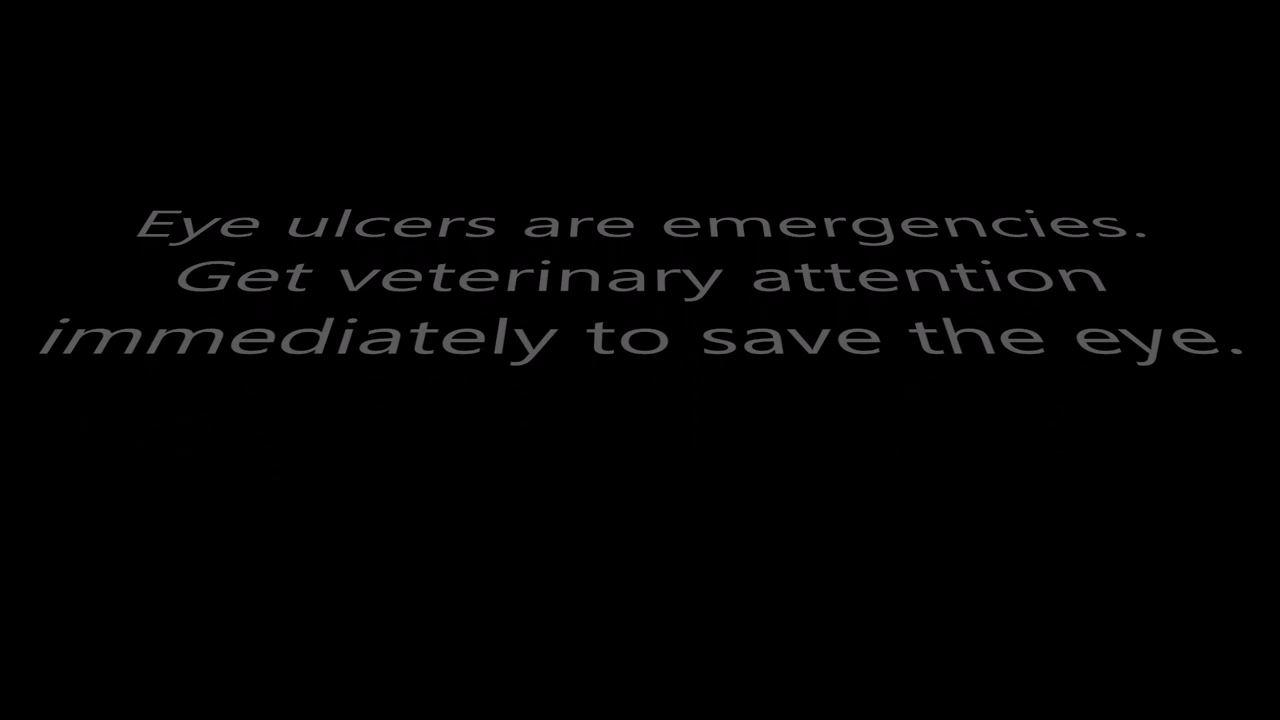 Eye ulcers are emergencies.
Get veterinary attention
immediately to save the eye.